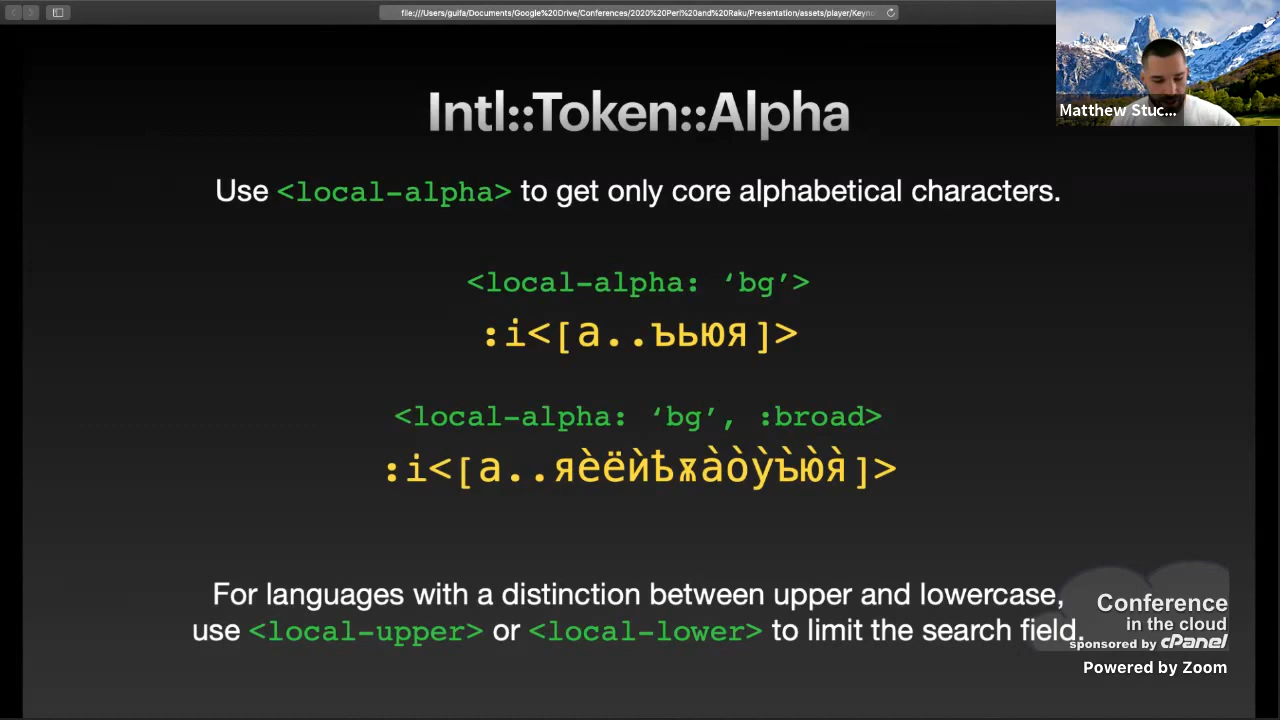 file:///Users/guifa/Documents/Google%20Drive/Conferences/2020%20Perl%20and%20Raku/Presentation/assets/player/Keyno
Intl::Token::Alpha
Matthew Stuc...
Use <local-alpha> to get only core alphabetical characters.
<local-alpha: ‘bg’>
:i<[а..ъьюя]>
<local-alpha: ‘bg’, :broad>
:i<[а..яѐёѝѣѫа̀о̀у̀ъ̀ю̀я̀]>
For languages with a distinction between upper and lowercase,
use <local-upper> or <local-lower> to limit the search field.
Conference
in the cloud
sponsored by cPanel
Powered by Zoom